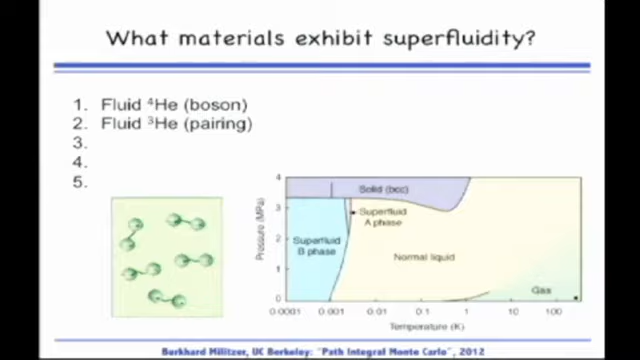 What materials exhibit superfluidity?
1. Fluid ⁴He (boson)
2. Fluid ³He (pairing)
3.
4.
5.
4
3
2
1
0
Pressure (MPa)
Solid (bcc)
Superfluid
A phase
Superfluid
B phase
Normal liquid
Gas
0.0001 0.001 0.01 0.1 1 10 100
Temperature (K)
Burkhard Militzer, UC Berkeley: "Path Integral Monte Carlo", 2012